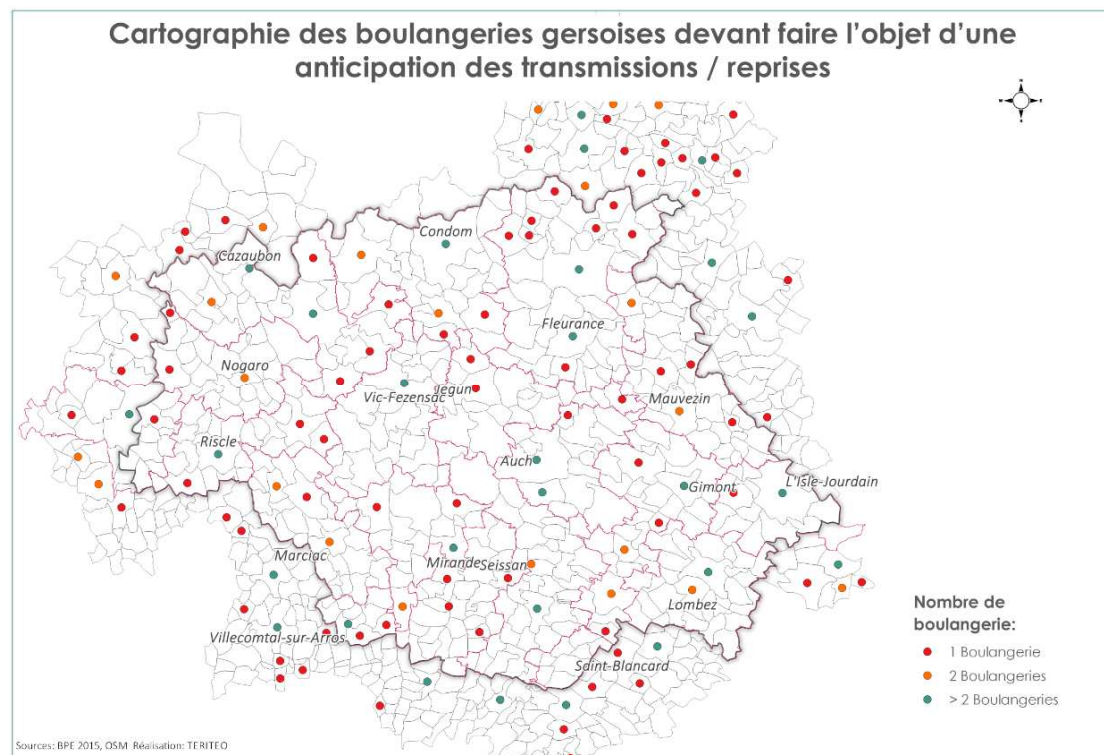 Cartographie des boulangeries gersoises devant faire l'objet d'une
anticipation des transmissions / reprises
Condom
Cazaubon
Fleurance
Nogaro
Vic-Fezensac
Jegun
Mauvezin
Riscle
Auch
Gimont
L'Isle-Jourdain
Marciac
Mirande
Seissan
Lombez
Villecomtal-sur-Arros
Saint-Blancard
Nombre de
boulangerie:
1 Boulangerie
2 Boulangeries
> 2 Boulangeries
Sources: BPE 2015, OSM Réalisation: TERITEO